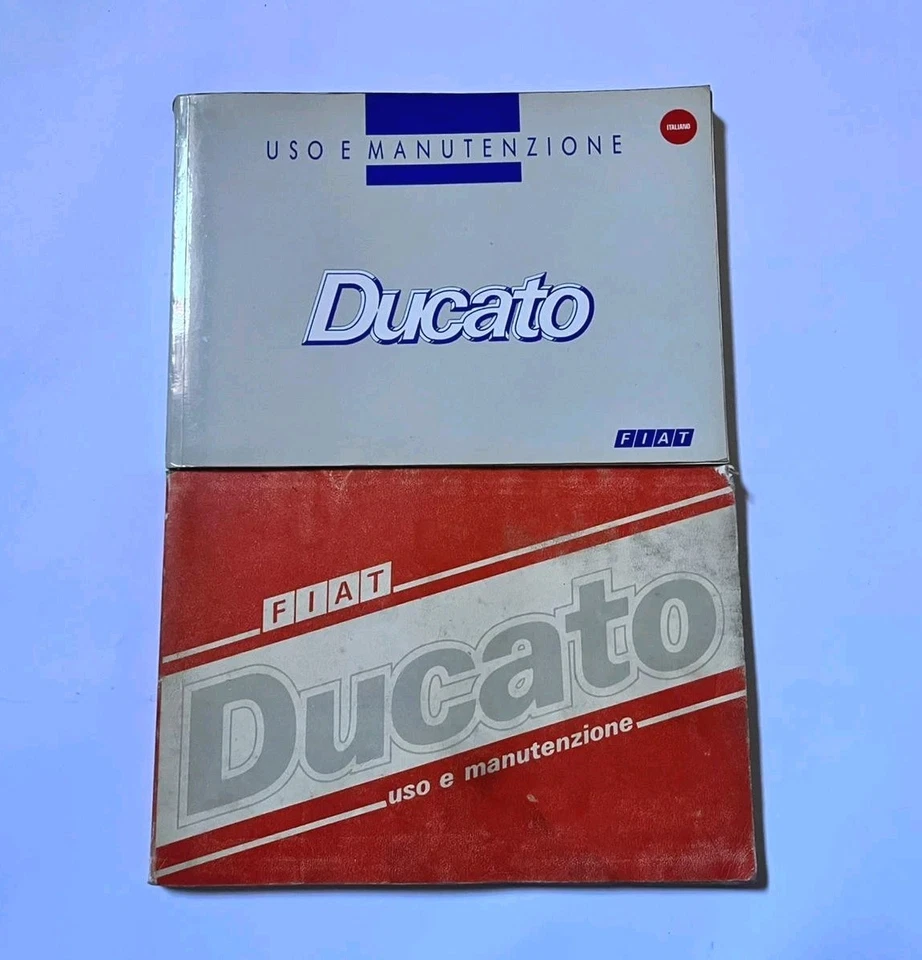 ITALIANO
USO E MANUTENZIONE
Ducato
FIAT
FIAT
Ducato
uso e manutenzione